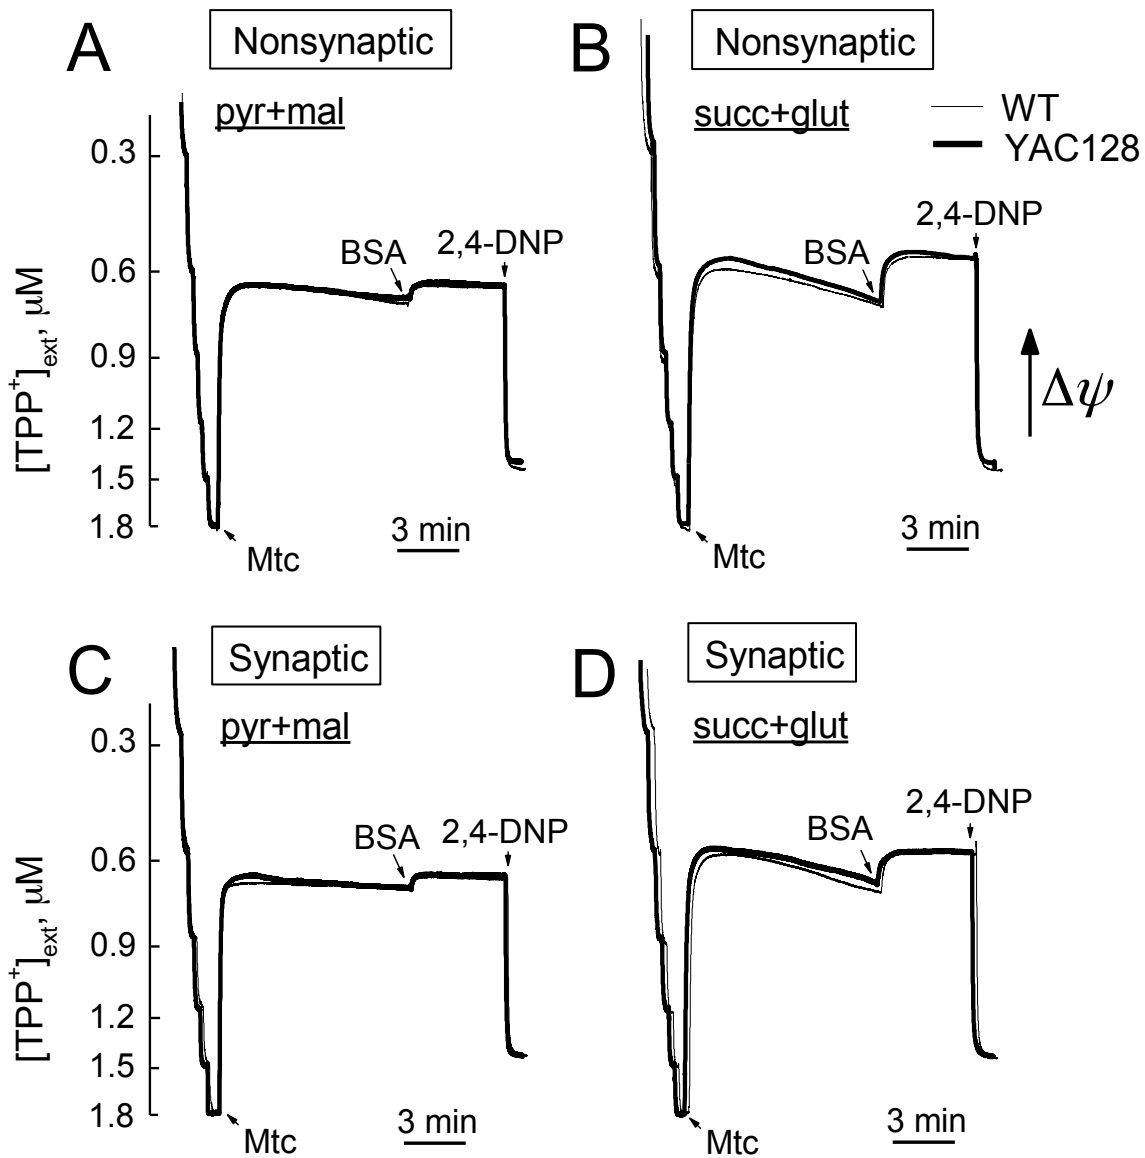 A
Nonsynaptic
pyr+mal
0.3
0.6
0.9
1.2
1.5
1.8
[TPP+]ext, μM
BSA
2,4-DNP
3 min
Mtc
B
Nonsynaptic
succ+glut
WT
YAC128
2,4-DNP
BSA
Δψ
3 min
Mtc
C
Synaptic
pyr+mal
0.3
0.6
0.9
1.2
1.5
1.8
[TPP+]ext, μM
BSA
2,4-DNP
3 min
Mtc
D
Synaptic
succ+glut
2,4-DNP
BSA
3 min
Mtc